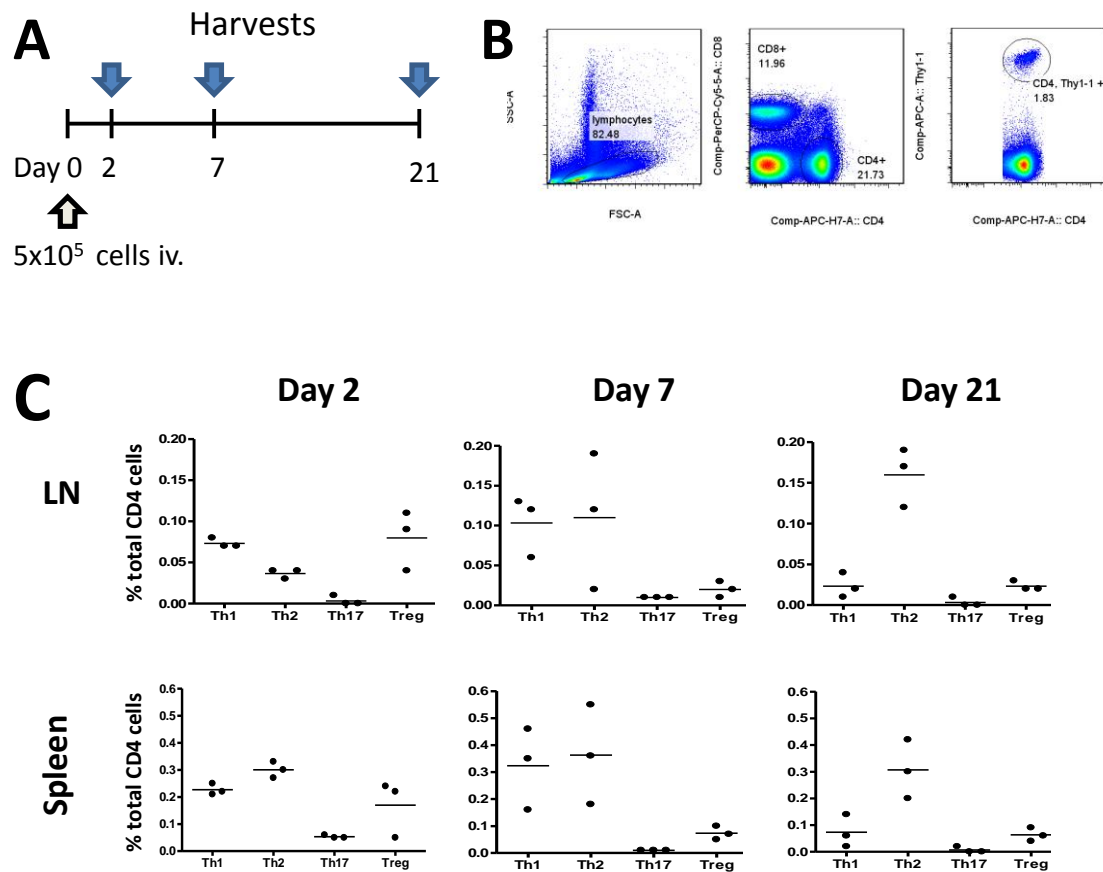 A
Harvests
Day 0 2 7 21
5x10⁵ cells iv.
B
SSC-A
lymphocytes
82.48
FSC-A
Comp-PerCP-Cy5-5-A:: CD8
CD8+
11.96
CD4+
21.73
Comp-APC-H7-A:: CD4
Comp-APC-A:: Thy1-1
CD4, Thy1-1 +
1.83
Comp-APC-H7-A:: CD4
C
Day 2 Day 7 Day 21
LN
% total CD4 cells
0.20
0.15
0.10
0.05
0.00
Th1 Th2 Th17 Treg
0.20
0.15
0.10
0.05
0.00
Th1 Th2 Th17 Treg
0.20
0.15
0.10
0.05
0.00
Th1 Th2 Th17 Treg
Spleen
% total CD4 cells
0.6
0.5
0.4
0.3
0.2
0.1
0.0
Th1 Th2 Th17 Treg
0.6
0.5
0.4
0.3
0.2
0.1
0.0
Th1 Th2 Th17 Treg
0.6
0.5
0.4
0.3
0.2
0.1
0.0
Th1 Th2 Th17 Treg